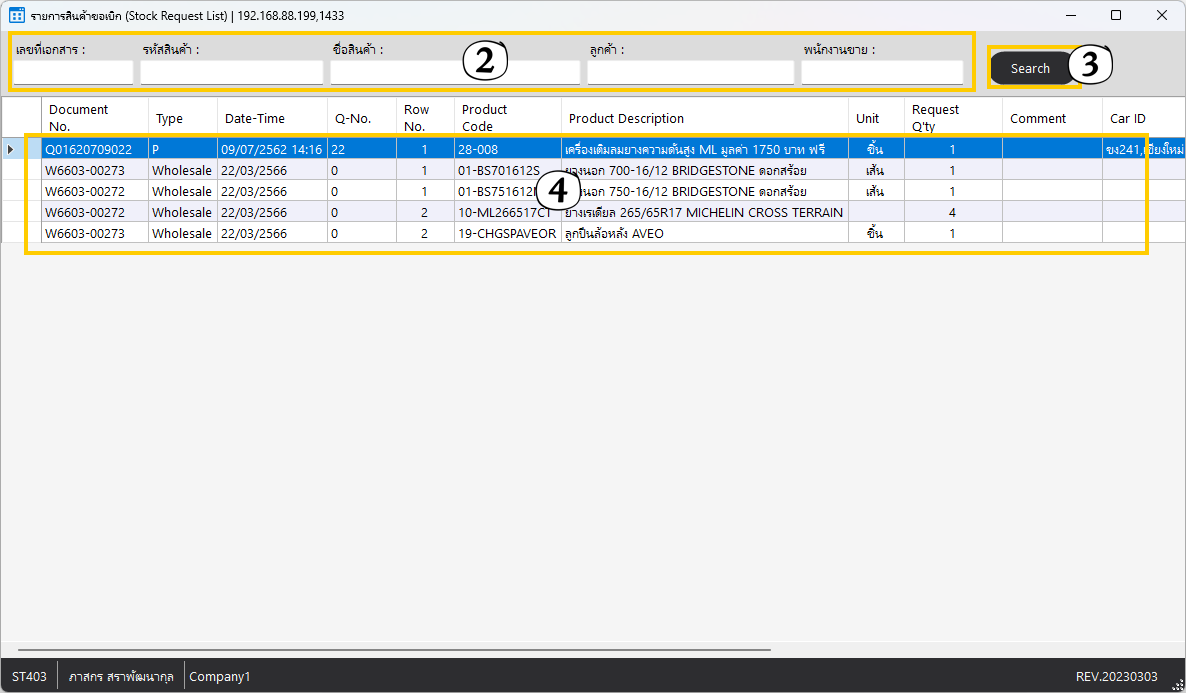 รายการสินค้าขอเบิก (Stock Request List) | 192.168.88.199,1433
เลขที่เอกสาร : รหัสสินค้า : ชื่อสินค้า : ลูกค้า : พนักงานขาย :
2 Search 3
Document No. Type Date-Time Q-No. Row No. Product Code Product Description Unit Request Q'ty Comment Car ID
Q01620709022 P 09/07/2562 14:16 22 1 28-008 เครื่องเติมลมยางความดันสูง ML มูลค่า 1750 บาท ฟรี ชิ้น 1 ขง241,เชียงใหม่
W6603-00273 Wholesale 22/03/2566 0 1 01-BS701612S ยางนอก 700-16/12 BRIDGESTONE ดอกสร้อย เส้น 1
W6603-00272 Wholesale 22/03/2566 0 1 นอก 750-16/12 BRIDGESTONE ดอกสร้อย เส้น 1
4
W6603-00272 Wholesale 22/03/2566 0 2 10-ML266517CT ยางเรเดียล 265/65R17 MICHELIN CROSS TERRAIN 4
W6603-00273 Wholesale 22/03/2566 0 2 19-CHGSPAVEOR ลูกปืนล้อหลัง AVEO ชิ้น 1
ST403 ภาสกร สราพัฒนากุล Company1 REV.20230303